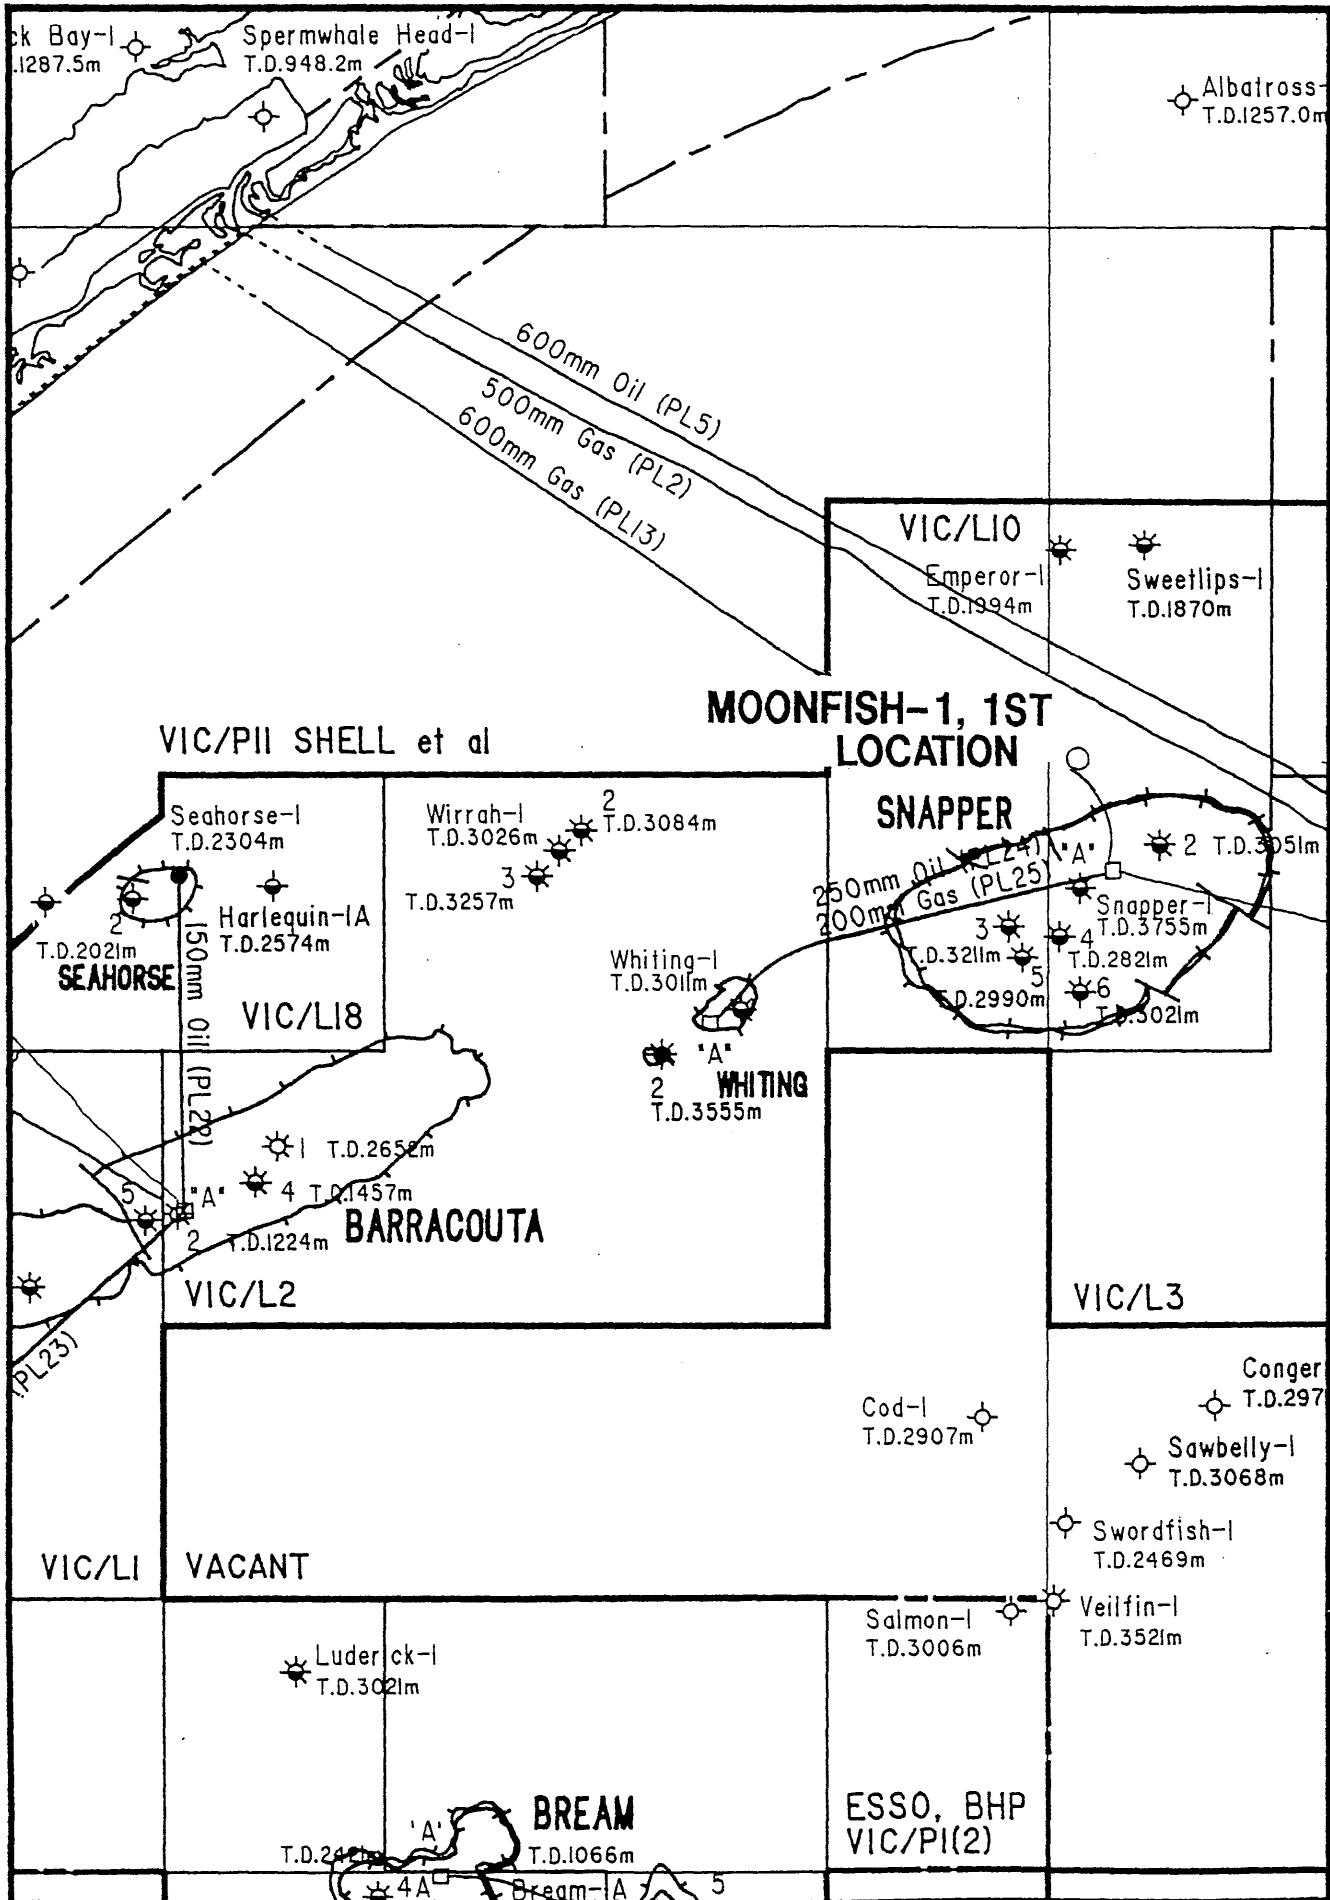 ck Bay-1
.1287.5m
Spermwhale Head-1
T.D.948.2m
Albatross-
T.D.1257.0m
600mm Oil (PL5)
500mm Gas (PL2)
600mm Gas (PL13)
VIC/L10
Emperor-1
T.D.1994m
Sweetlips-1
T.D.1870m
MOONFISH-1, 1ST
LOCATION
VIC/P11 SHELL et al
SNAPPER
Seahorse-1
T.D.2304m
Wirrah-1
T.D.3026m
2
T.D.3084m
3
T.D.3257m
"A"
2 T.D.3051m
250mm Oil (PL24)
200mm Gas (PL25)
Snapper-1
T.D.3755m
3
T.D.3211m
4
T.D.2821m
5
T.D.2990m
6
T.D.3021m
2
T.D.2021m
Harlequin-1A
T.D.2574m
SEAHORSE
150mm Oil (PL22)
VIC/L18
Whiting-1
T.D.3011m
"A"
WHITING
2
T.D.3555m
1 T.D.2652m
4 T.D.1457m
"A"
5
2 T.D.1224m
BARRACOUTA
VIC/L2
VIC/L3
(PL23)
Conger
T.D.297
Cod-1
T.D.2907m
Sawbelly-1
T.D.3068m
Swordfish-1
T.D.2469m
VIC/L1
VACANT
Salmon-1
T.D.3006m
Veilfin-1
T.D.3521m
Luderick-1
T.D.3021m
BREAM
'A'
T.D.1066m
ESSO, BHP
VIC/P1(2)
4A
Bream-1A
5